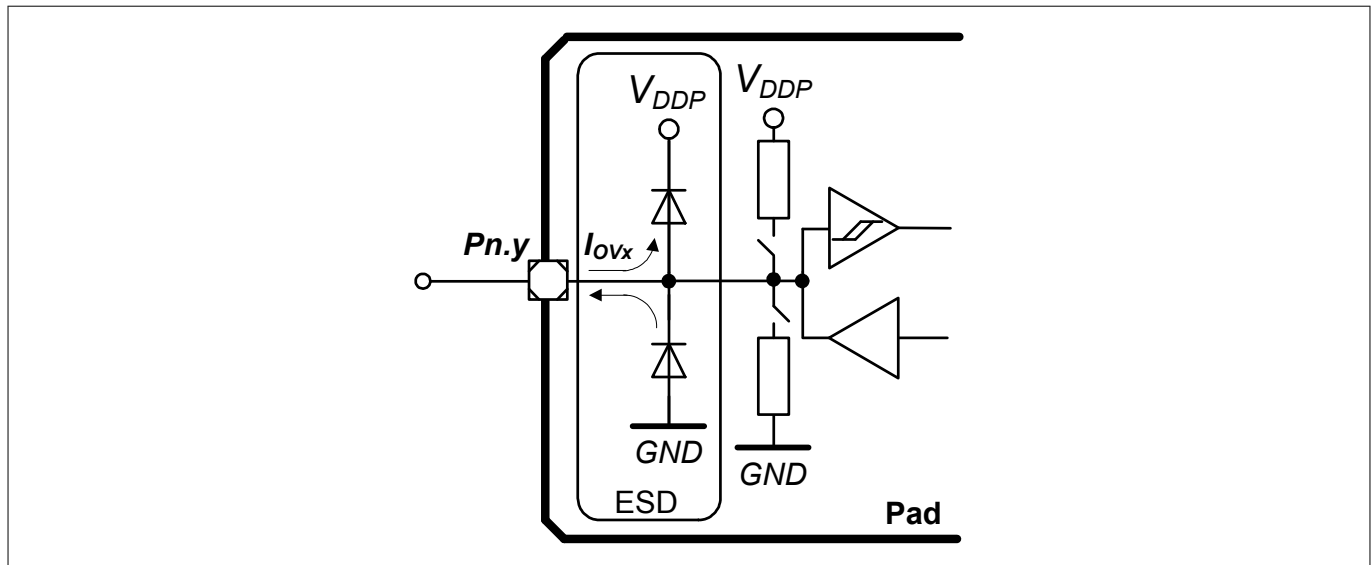 V_DDP
V_DDP
Pn.y
I_OVx
GND
GND
ESD
Pad